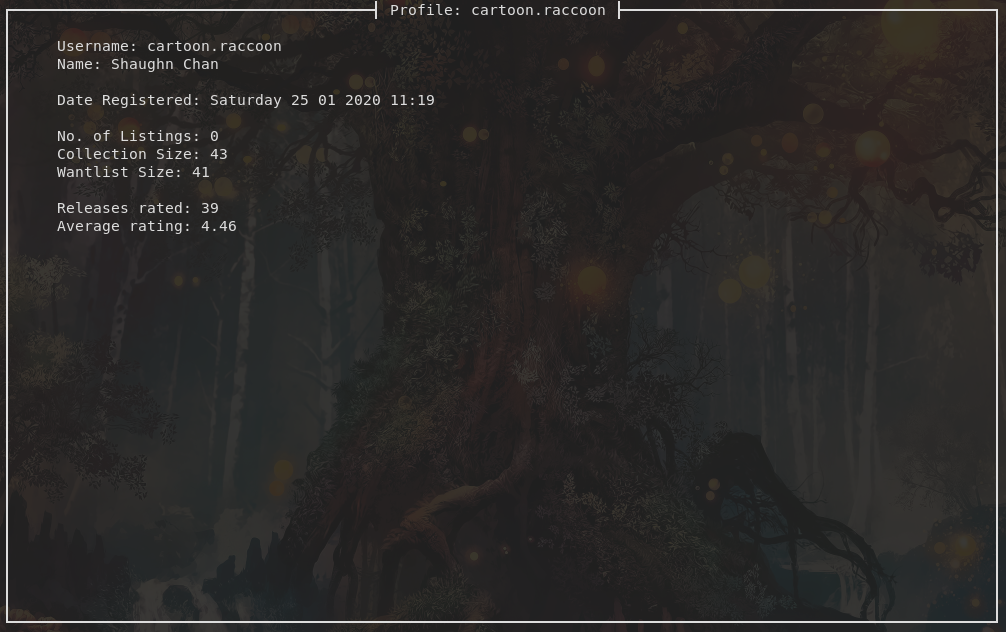 Profile: cartoon.raccoon
Username: cartoon.raccoon
Name: Shaughn Chan
Date Registered: Saturday 25 01 2020 11:19
No. of Listings: 0
Collection Size: 43
Wantlist Size: 41
Releases rated: 39
Average rating: 4.46